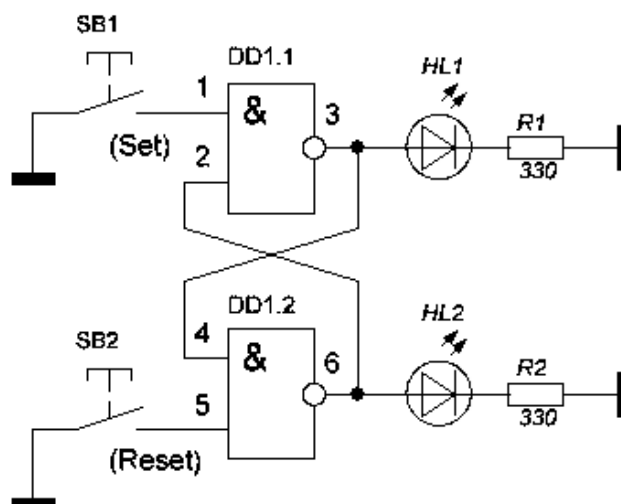 SB1
DD1.1
HL1
1
&
3
R1
(Set)
2
330
DD1.2
HL2
SB2
4
&
6
R2
5
330
(Reset)